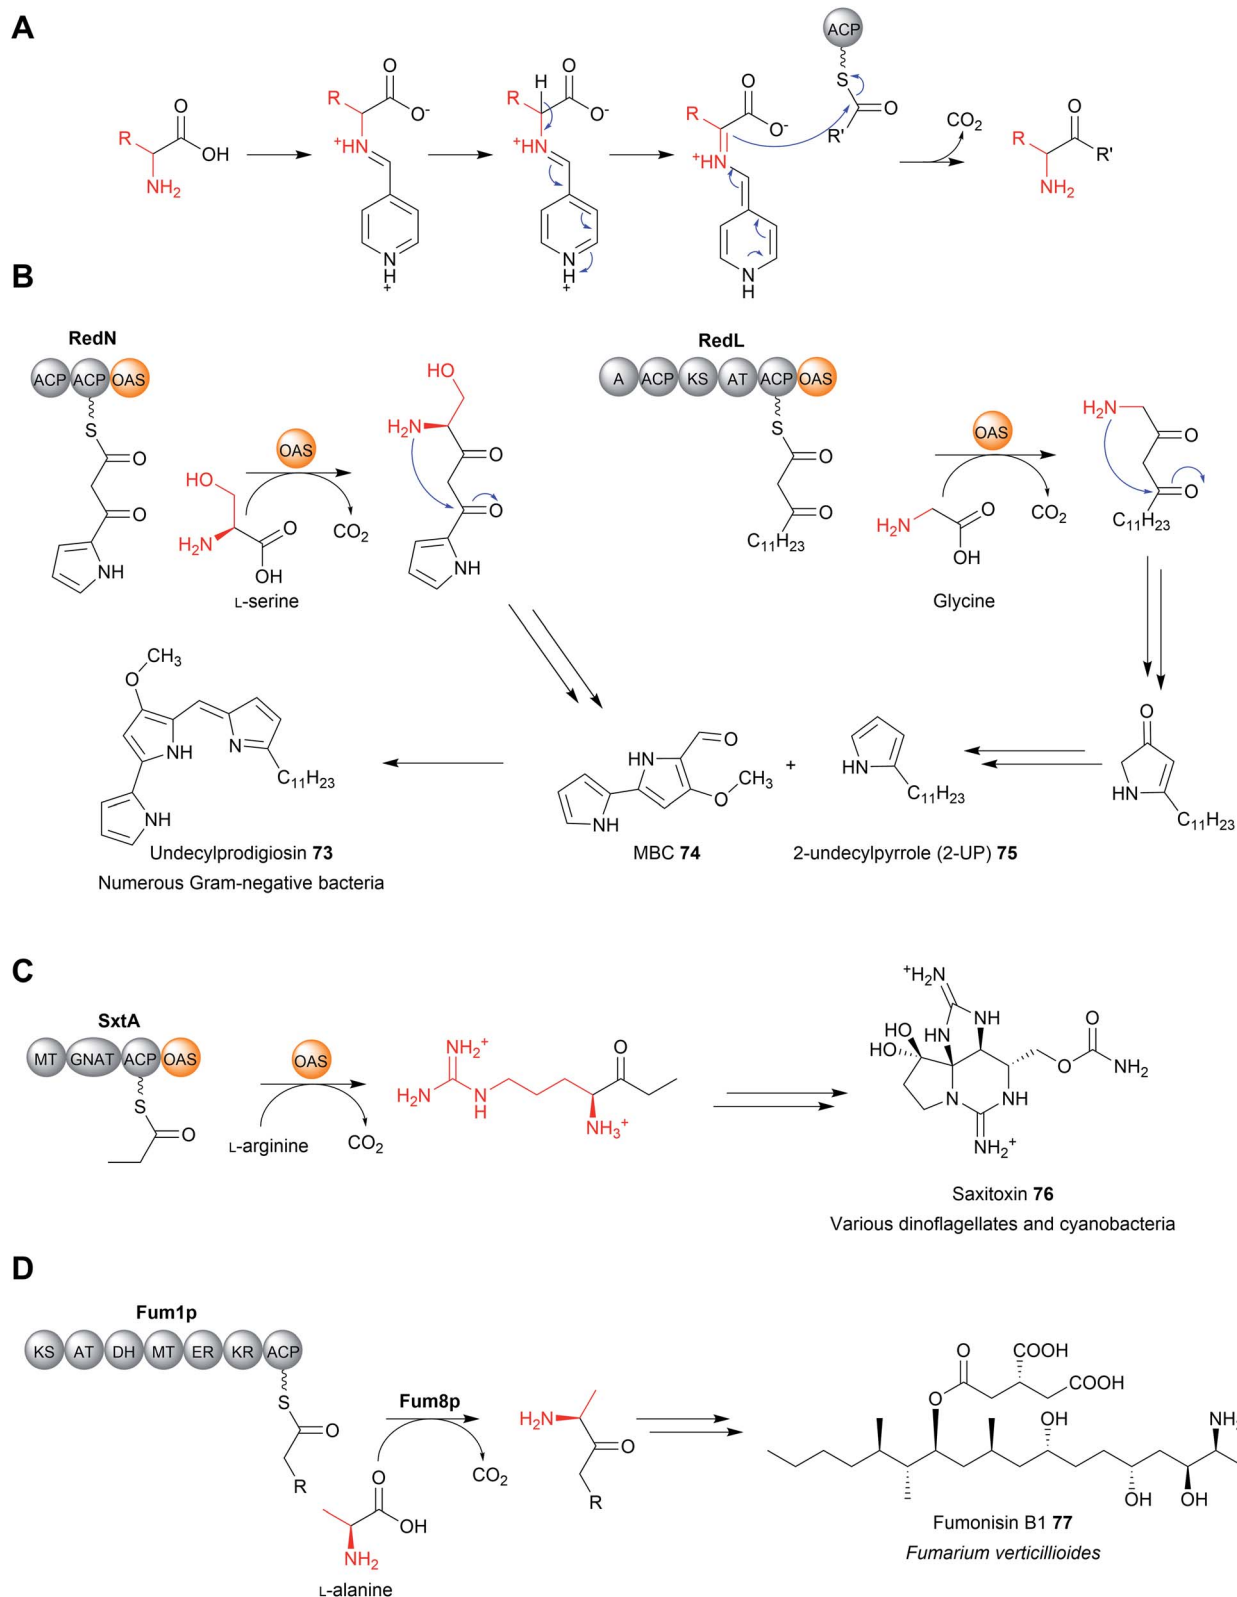 A
ACP
S
O
R'
R
O
OH
NH2
R
O
O-
+HN
N
H
+
H
R
O
O-
+HN
N
H
+
R
O
O-
+HN
N
H
CO2
R
O
R'
NH2
B
RedN
ACP ACP OAS
S
O
O
NH
HO
H2N
O
OH
L-serine
OAS
CO2
HO
H2N
O
O
NH
RedL
A ACP KS AT ACP OAS
S
O
O
C11H23
OAS
H2N
O
OH
Glycine
CO2
H2N
O
O
C11H23
CH3
O
NH
N
C11H23
NH
Undecylprodigiosin 73
Numerous Gram-negative bacteria
HN
O
O
CH3
NH
MBC 74
+
HN
C11H23
2-undecylpyrrole (2-UP) 75
O
HN
C11H23
C
SxtA
MT GNAT ACP OAS
S
O
OAS
L-arginine
CO2
NH2+
H2N
N
H
O
NH3+
+H2N
NH
HN
HO
HO
N
NH
NH2+
O
O
NH2
Saxitoxin 76
Various dinoflagellates and cyanobacteria
D
Fum1p
KS AT DH MT ER KR ACP
S
O
R
Fum8p
O
OH
NH2
L-alanine
CO2
H2N
O
R
O
COOH
COOH
O
OH
OH
OH
Fumonisin B1 77
Fumarium verticillioides